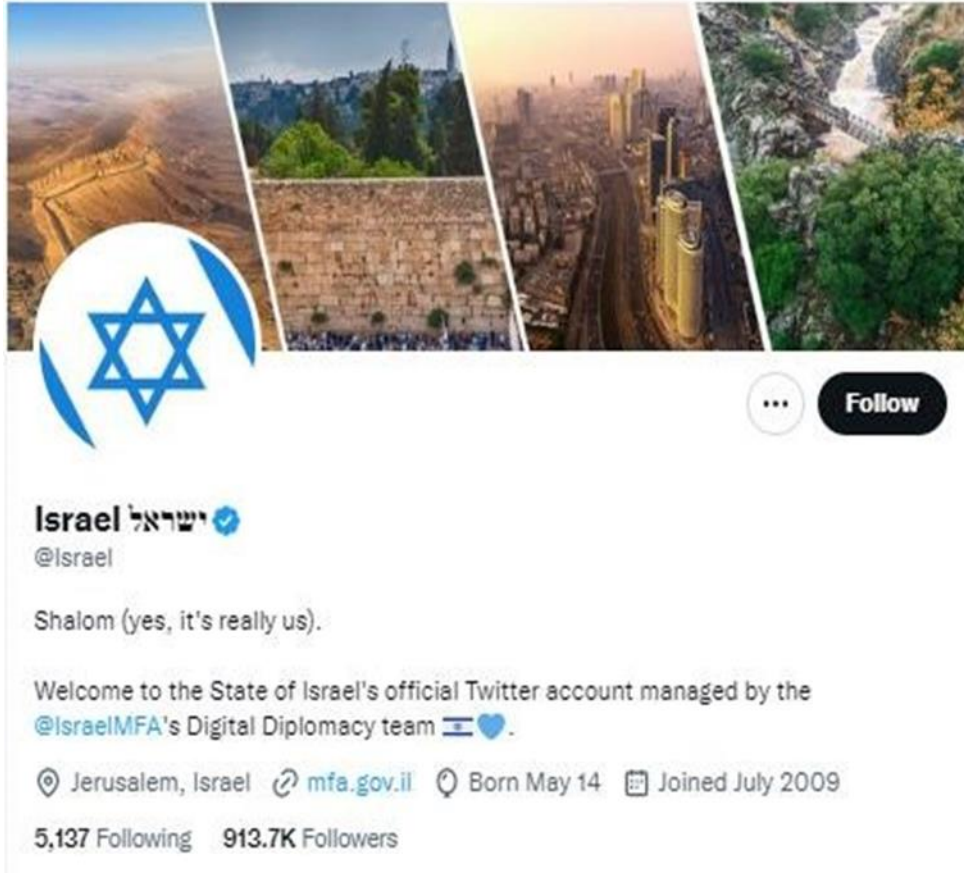 Follow
Israel ישראל
@Israel
Shalom (yes, it's really us).
Welcome to the State of Israel's official Twitter account managed by the
@IsraelMFA's Digital Diplomacy team 🇮🇱💙.
Jerusalem, Israel mfa.gov.il Born May 14 Joined July 2009
5,137 Following 913.7K Followers